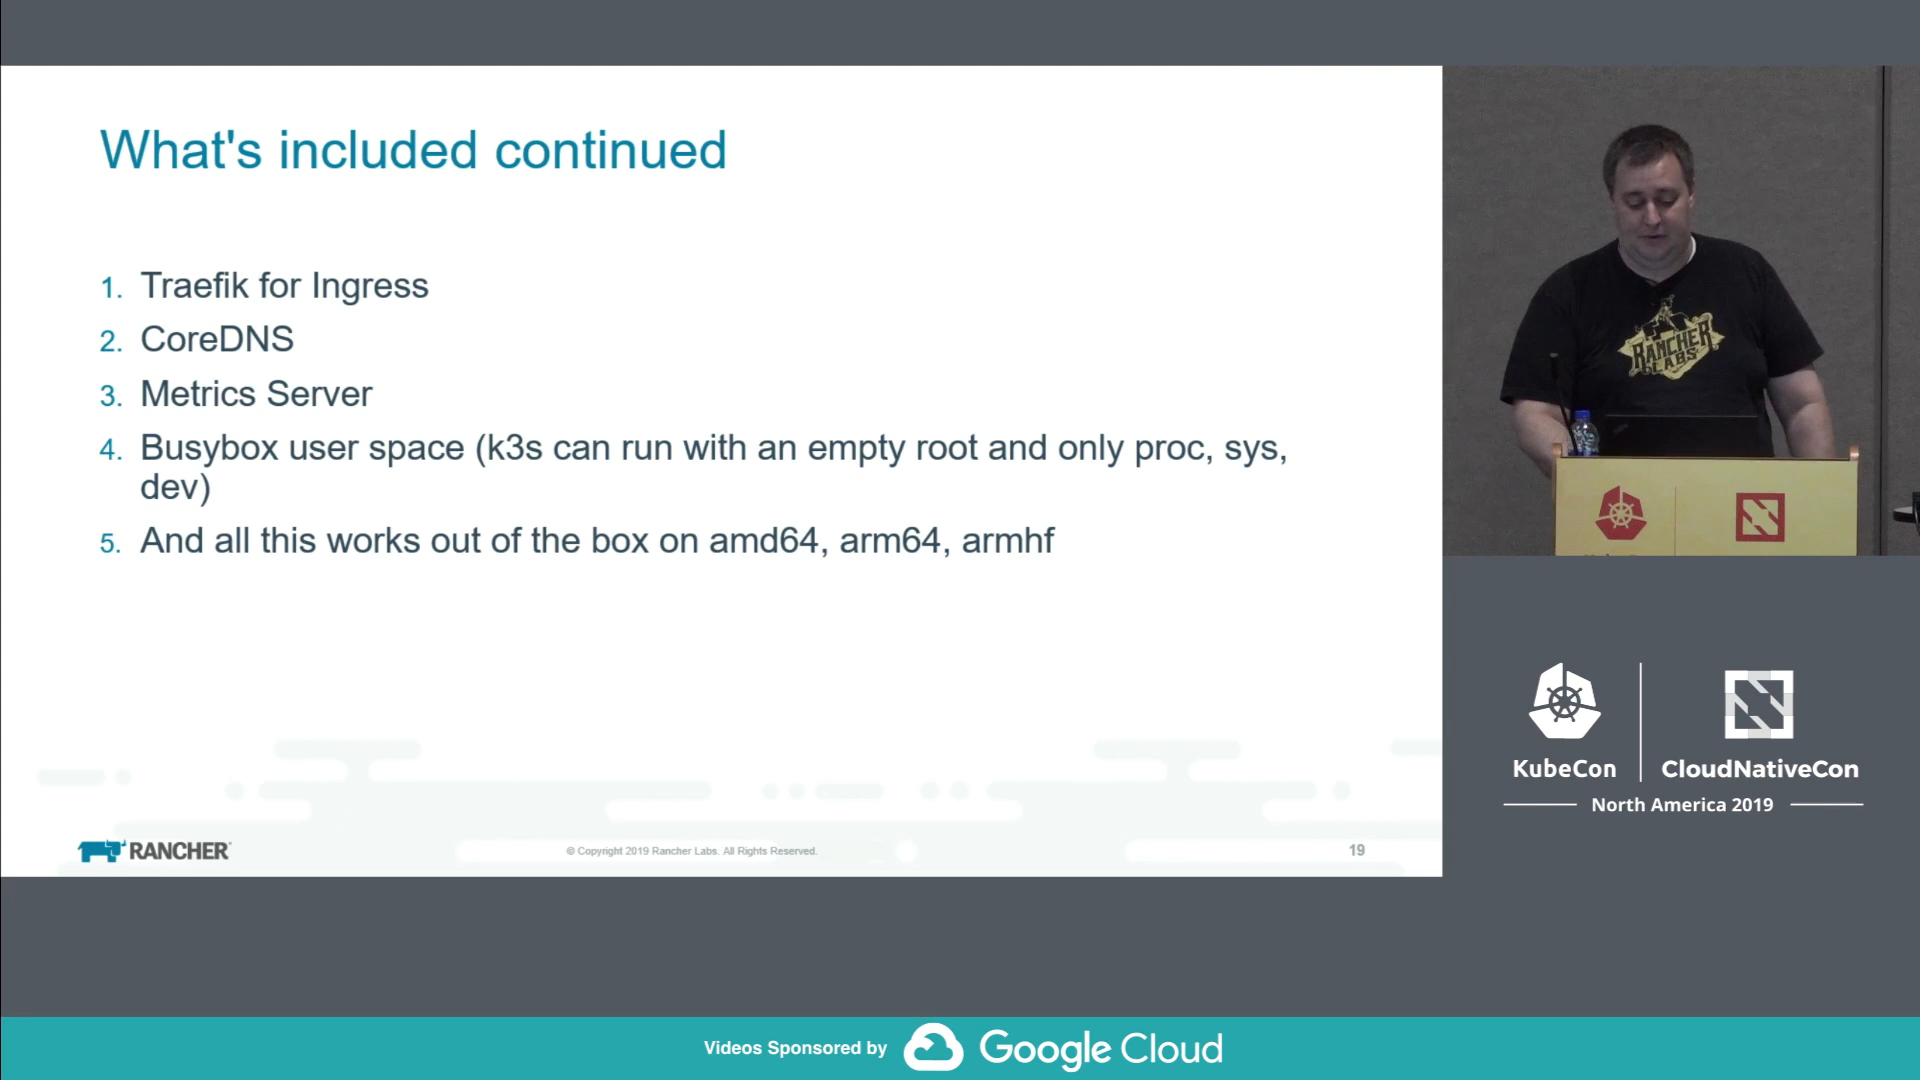 What's included continued
1. Traefik for Ingress
2. CoreDNS
3. Metrics Server
4. Busybox user space (k3s can run with an empty root and only proc, sys,
dev)
5. And all this works out of the box on amd64, arm64, armhf
RANCHER
© Copyright 2019 Rancher Labs. All Rights Reserved.
19
RANCHER
LABS
KubeCon
CloudNativeCon
North America 2019
Videos Sponsored by
Google Cloud